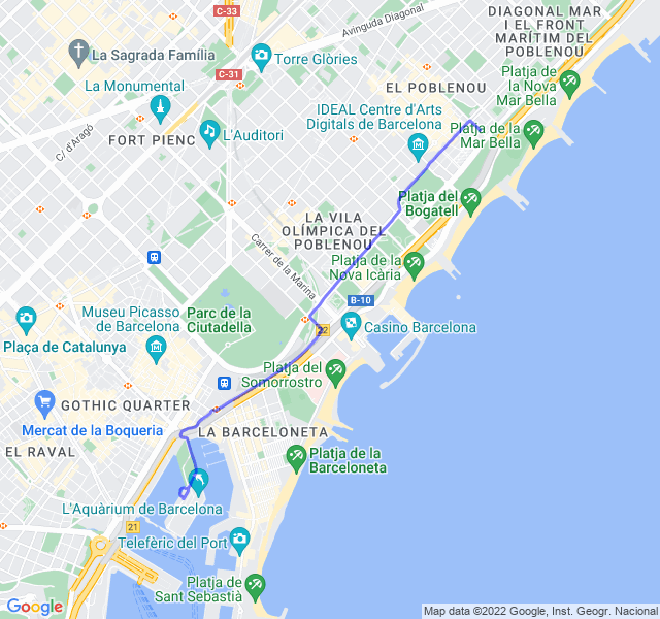 DIAGONAL MAR
I EL FRONT
MARÍTIM DEL
POBLENOU
C-33
Avinguda Diagonal
La Sagrada Família
Torre Glòries
C-31
Platja de
la Nova
Mar Bella
EL POBLENOU
La Monumental
IDEAL Centre d'Arts
Digitals de Barcelona
L'Auditori
FORT PIENC
Platja de la
Mar Bella
C/ d'Aragó
Platja del
Bogatell
LA VILA
OLÍMPICA DEL
POBLENOU
Carrer de la Marina
Platja de la
Nova Icària
B-10
Museu Picasso
de Barcelona
Parc de la
Ciutadella
22
Casino Barcelona
Plaça de Catalunya
Platja del
Somorrostro
GOTHIC QUARTER
Mercat de la Boqueria
LA BARCELONETA
EL RAVAL
Platja de la
Barceloneta
L'Aquàrium de Barcelona
21
Telefèric del Port
Platja de
Sant Sebastià
Google
Map data ©2022 Google, Inst. Geogr. Nacional